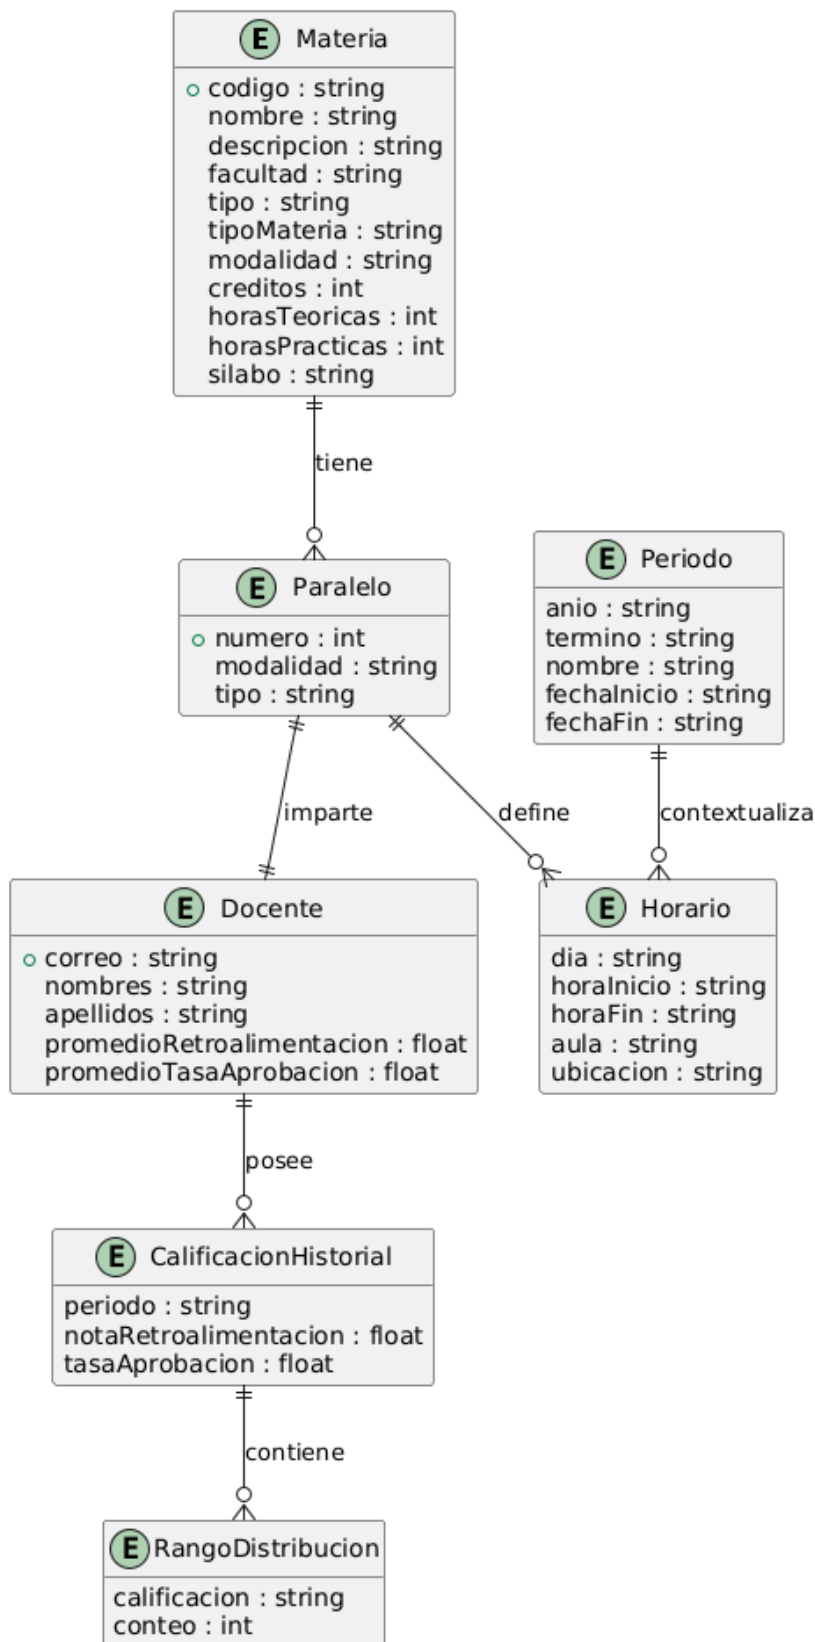 E Materia
codigo : string
nombre : string
descripcion : string
facultad : string
tipo : string
tipoMateria : string
modalidad : string
creditos : int
horasTeoricas : int
horasPracticas : int
silabo : string
tiene
E Paralelo
numero : int
modalidad : string
tipo : string
E Periodo
anio : string
termino : string
nombre : string
fechaInicio : string
fechaFin : string
imparte
define
contextualiza
E Docente
correo : string
nombres : string
apellidos : string
promedioRetroalimentacion : float
promedioTasaAprobacion : float
E Horario
dia : string
horaInicio : string
horaFin : string
aula : string
ubicacion : string
posee
E CalificacionHistorial
periodo : string
notaRetroalimentacion : float
tasaAprobacion : float
contiene
E RangoDistribucion
calificacion : string
conteo : int